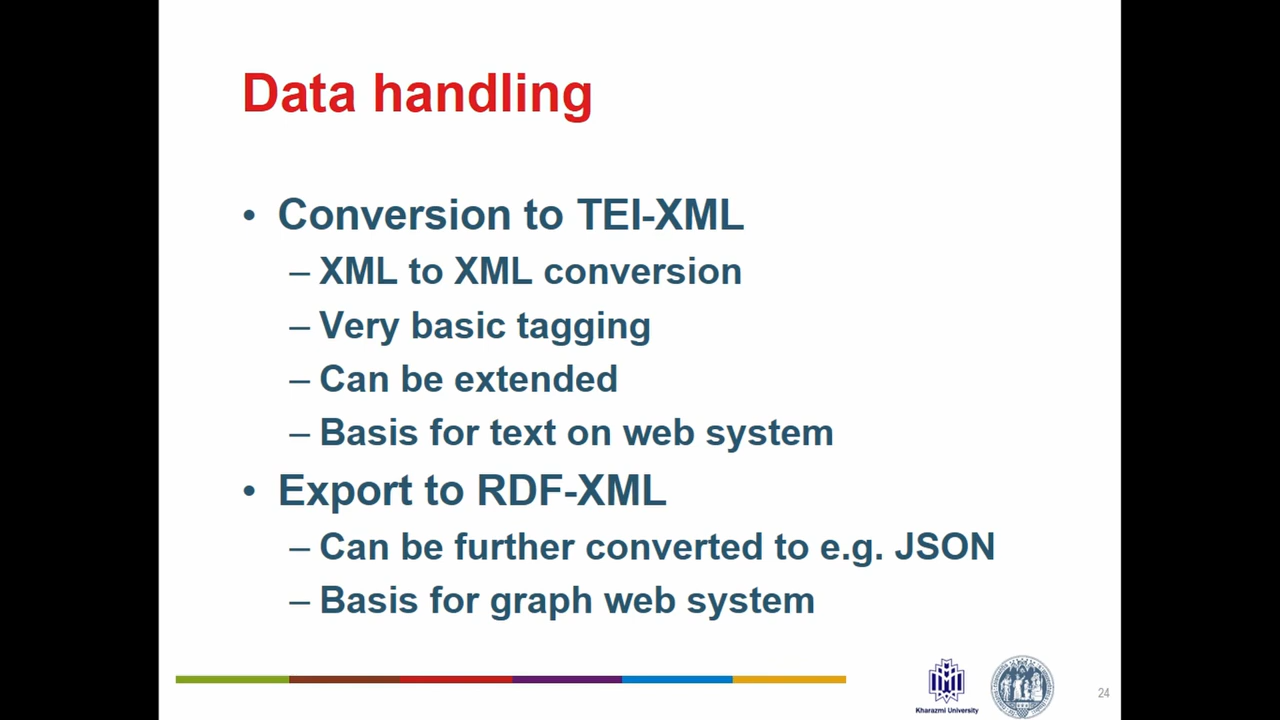 Data handling
• Conversion to TEI-XML
– XML to XML conversion
– Very basic tagging
– Can be extended
– Basis for text on web system
• Export to RDF-XML
– Can be further converted to e.g. JSON
– Basis for graph web system
Kharazmi University
24